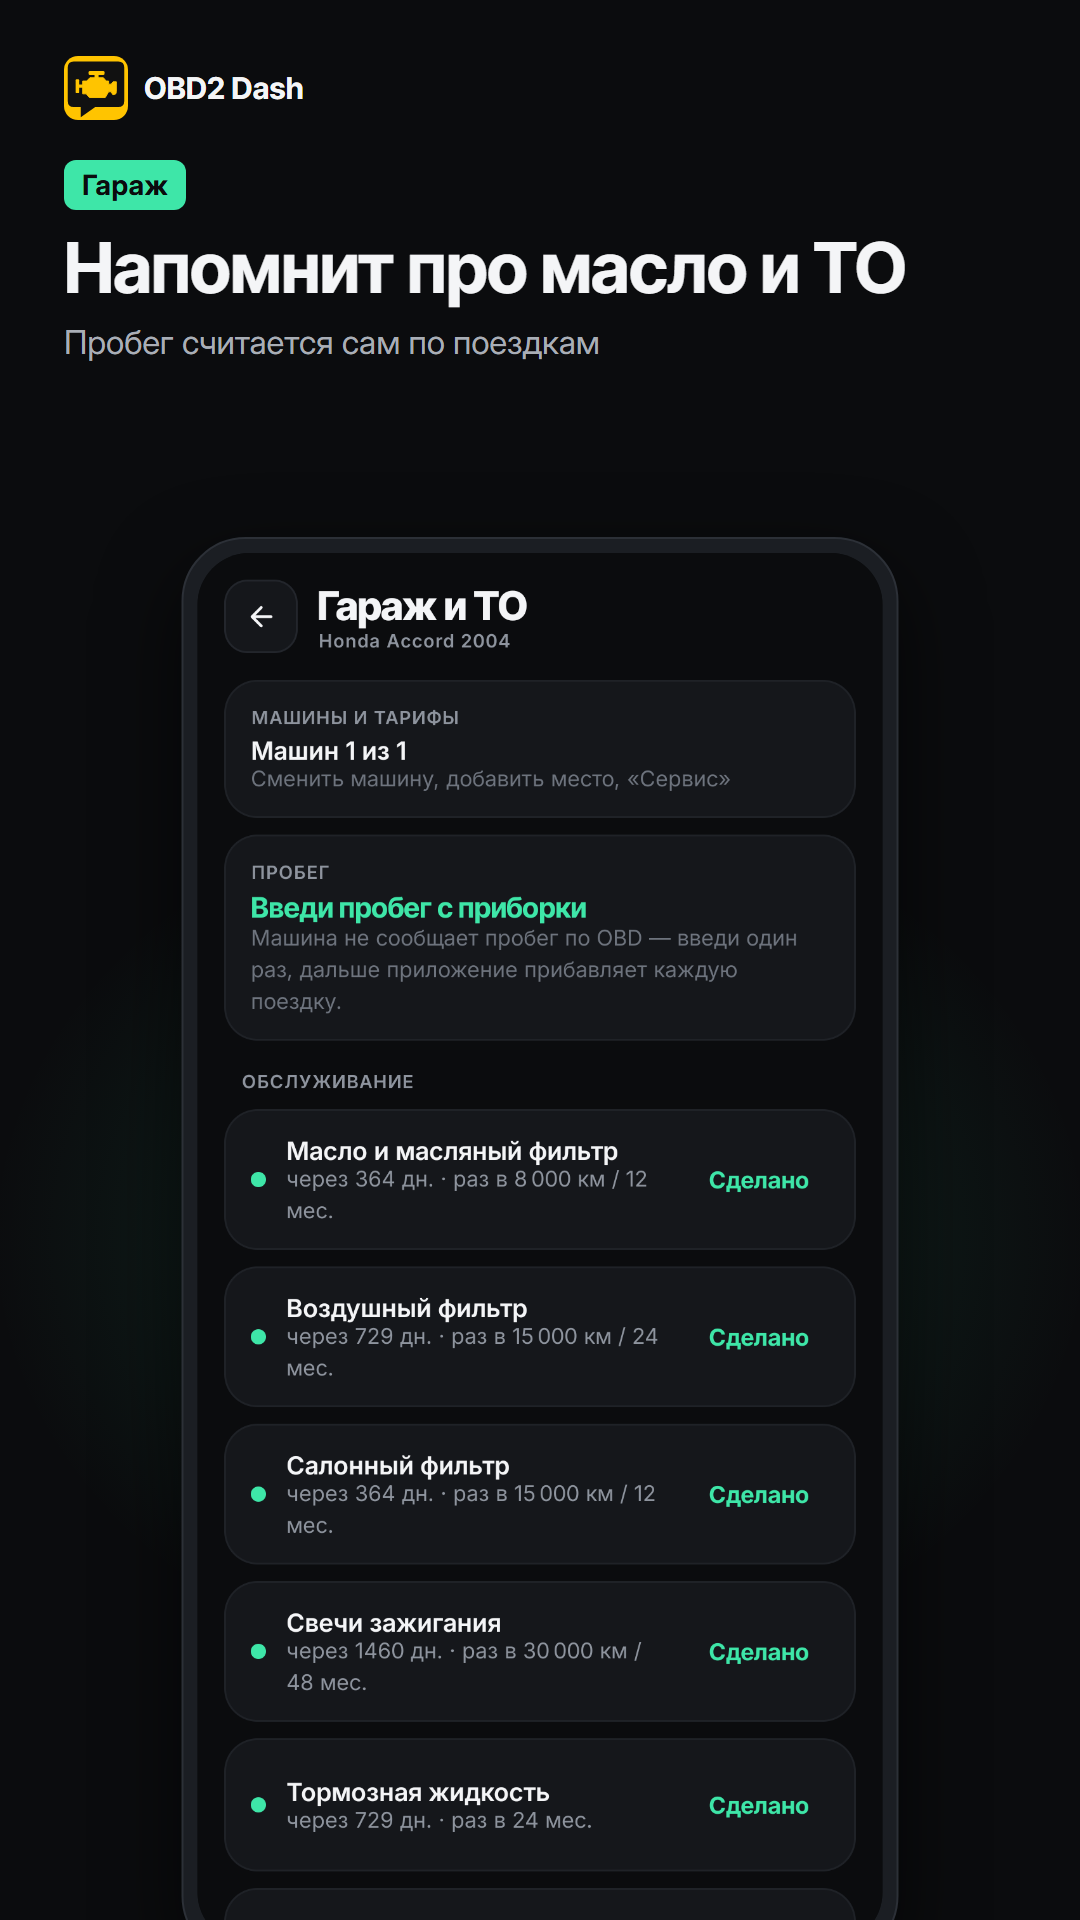 OBD2 Dash
Гараж
Напомнит про масло и ТО
Пробег считается сам по поездкам
Гараж и ТО
Honda Accord 2004
МАШИНЫ И ТАРИФЫ
Машин 1 из 1
Сменить машину, добавить место, «Сервис»
ПРОБЕГ
Введи пробег с приборки
Машина не сообщает пробег по OBD — введи один
раз, дальше приложение прибавляет каждую
поездку.
ОБСЛУЖИВАНИЕ
Масло и масляный фильтр
через 364 дн. · раз в 8 000 км / 12
мес.
Сделано
Воздушный фильтр
через 729 дн. · раз в 15 000 км / 24
мес.
Сделано
Салонный фильтр
через 364 дн. · раз в 15 000 км / 12
мес.
Сделано
Свечи зажигания
через 1460 дн. · раз в 30 000 км /
48 мес.
Сделано
Тормозная жидкость
через 729 дн. · раз в 24 мес.
Сделано